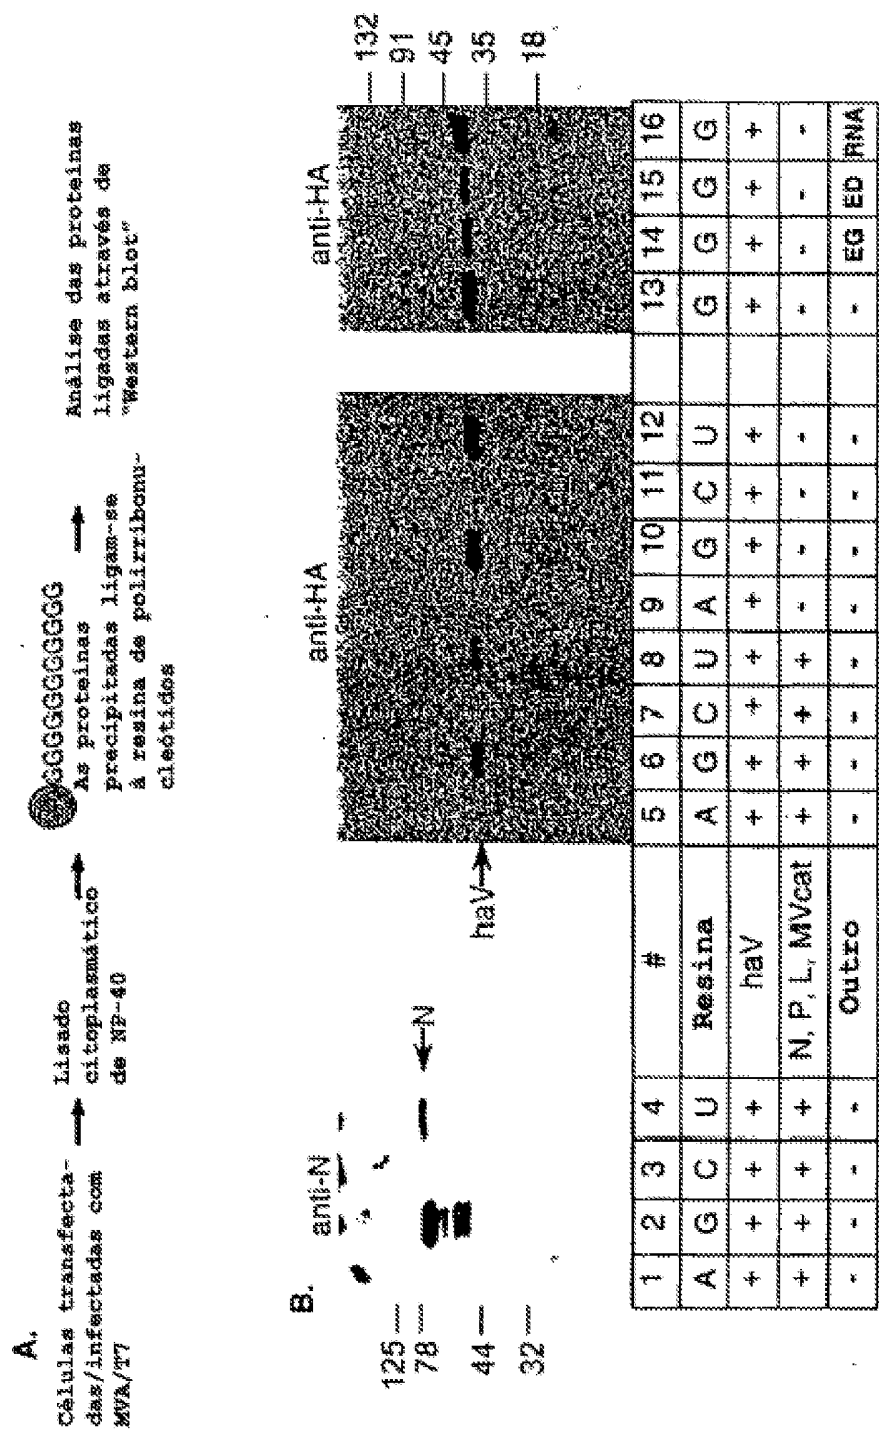 A.
Células transfecta-
das/infectadas com
MVA/T7
Lisado
citoplasmático
de NP-40
GGGGGGGGGGGG
As proteínas
precipitadas ligam-se
à resina de polirribonu-
cleótidos
Análise das proteínas
ligadas através de
"Western blot"
B.
anti-N
anti-HA
anti-HA
125
78
44
32
N
haV
132
91
45
35
18
1 2 3 4 # 5 6 7 8 9 10 11 12 13 14 15 16
A G C U Resina A G C U A G C U G G G G
+ + + + haV + + + + + + + + + + + +
+ + + + N, P, L, MVcat + + + + - - - - - - - -
- - - - Outro - - - - - - - - - EG ED RNA